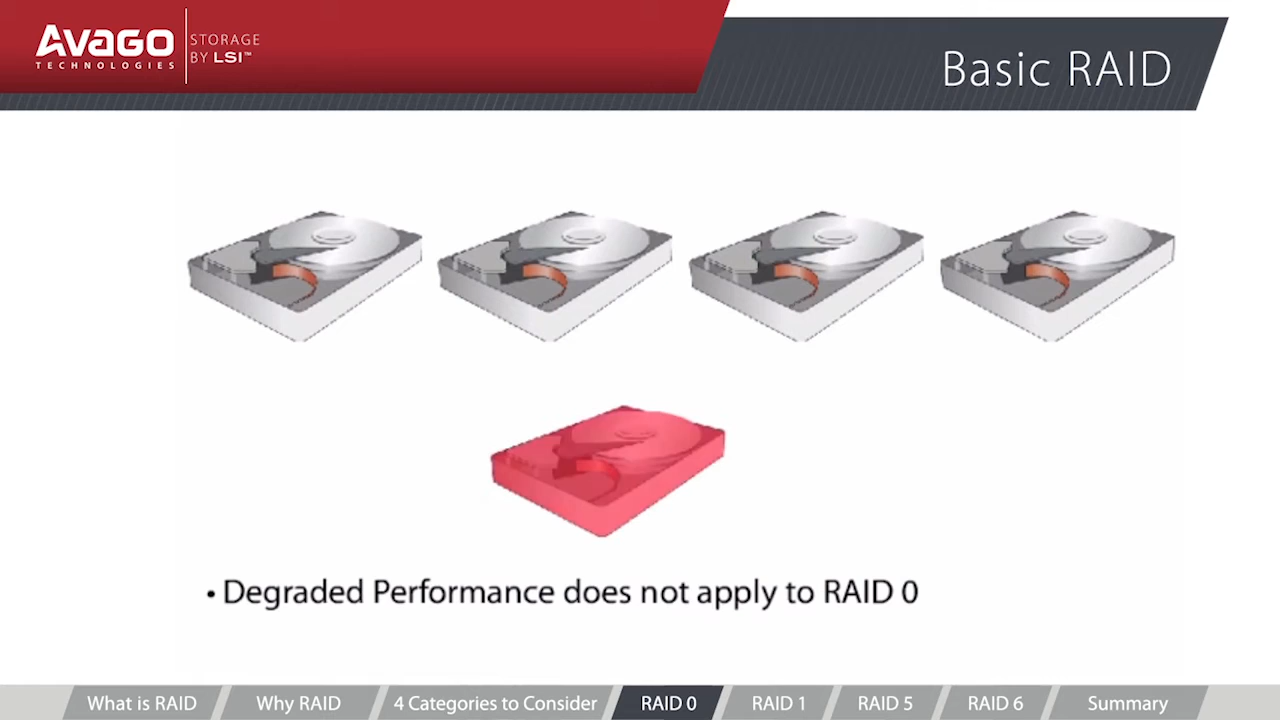 AVAGO
TECHNOLOGIES
STORAGE
BY LSI™
Basic RAID
• Degraded Performance does not apply to RAID 0
What is RAID
Why RAID
4 Categories to Consider
RAID 0
RAID 1
RAID 5
RAID 6
Summary